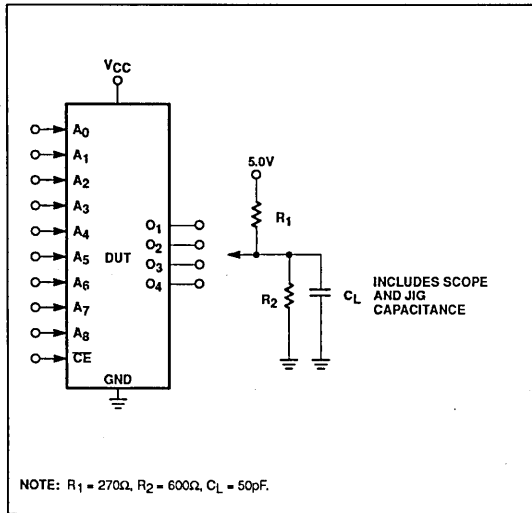 VCC
A0
A1
A2
A3
A4
A5
A6
A7
A8
CE
DUT
O1
O2
O3
O4
GND
5.0V
R1
R2
CL
INCLUDES SCOPE
AND JIG
CAPACITANCE
NOTE: R1 = 270Ω, R2 = 600Ω, CL = 50pF.